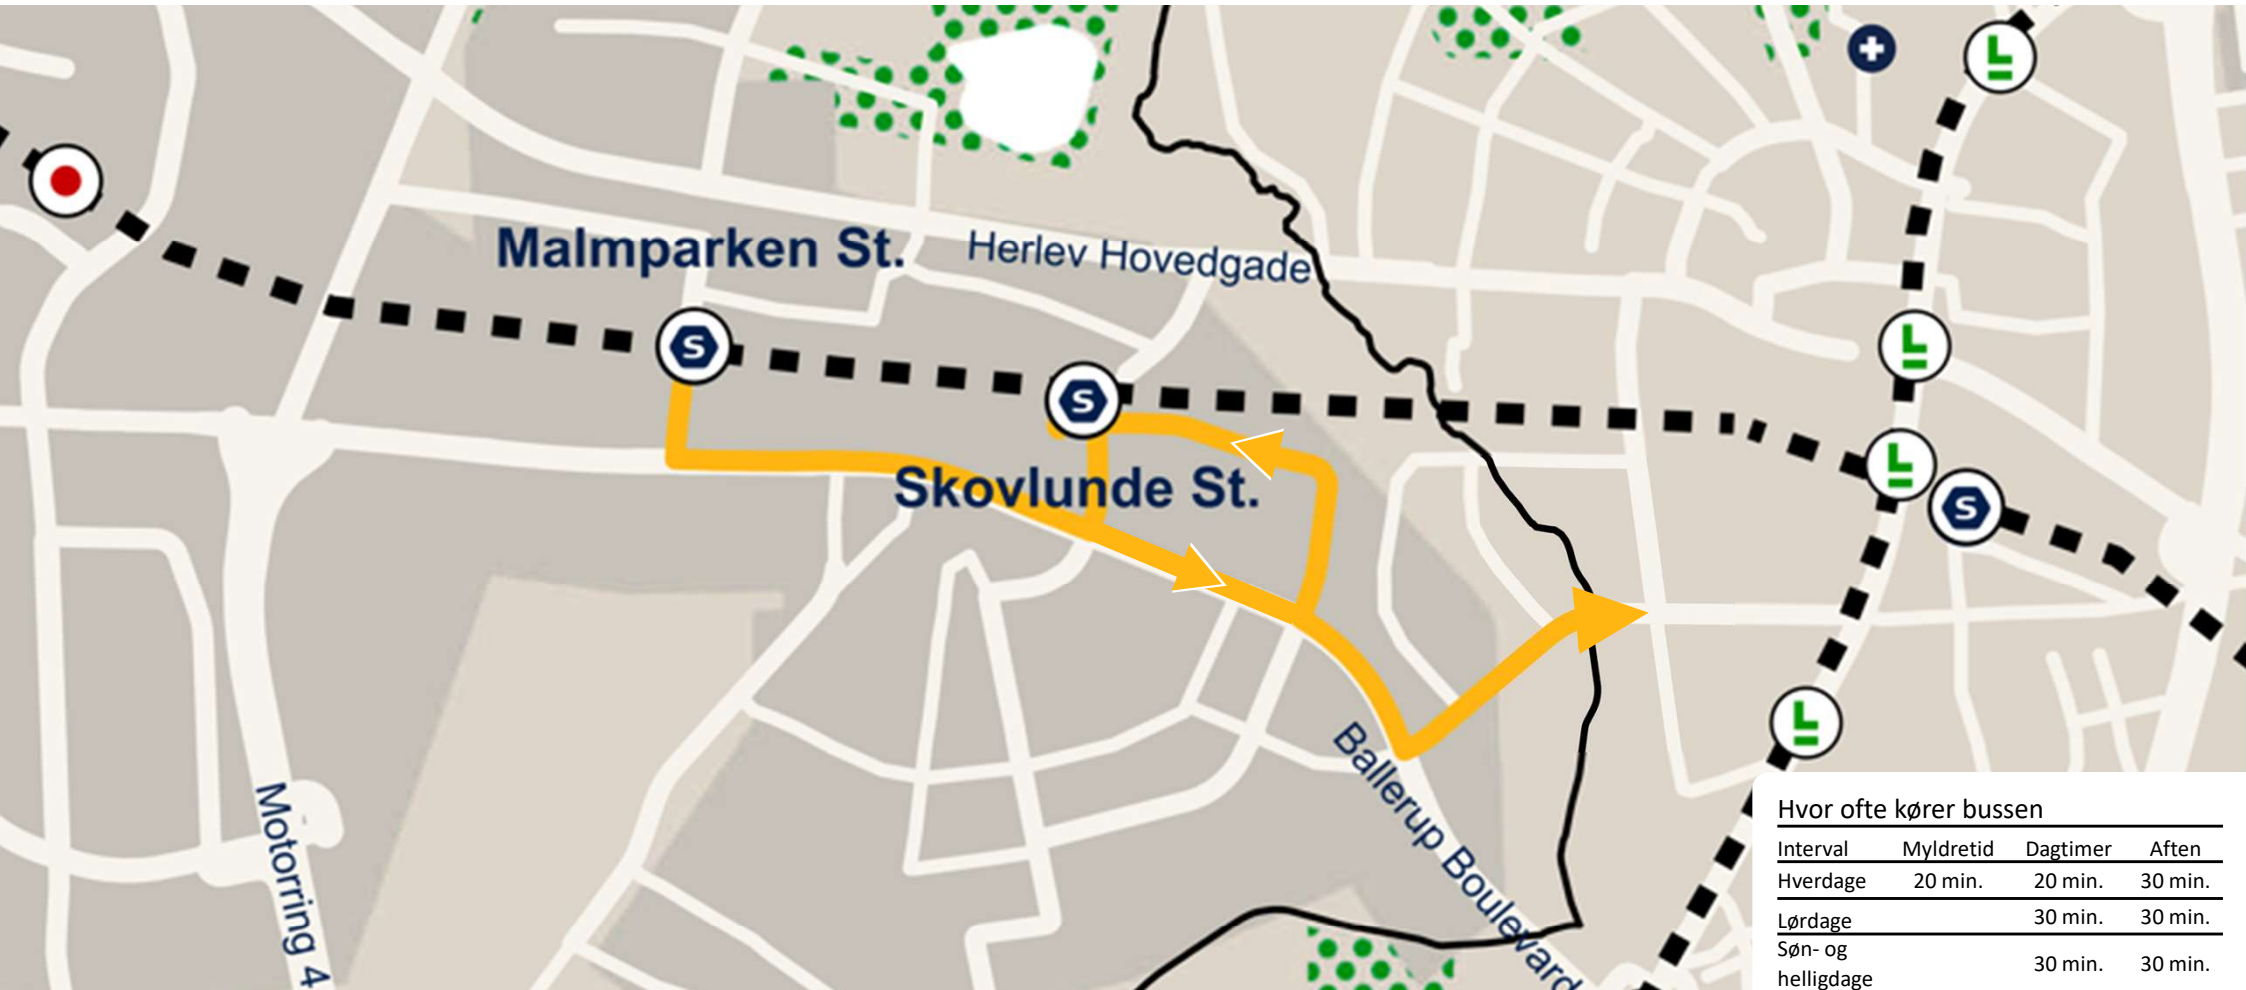 Malmparken St.
Herlev Hovedgade
S
S
Skovlunde St.
S
L
L
L
L
Ballerup Boulevard
Motorring 4
Hvor ofte kører bussen
Interval Myldretid Dagtimer Aften
Hverdage 20 min. 20 min. 30 min.
Lørdage 30 min. 30 min.
Søn- og
helligdage 30 min. 30 min.